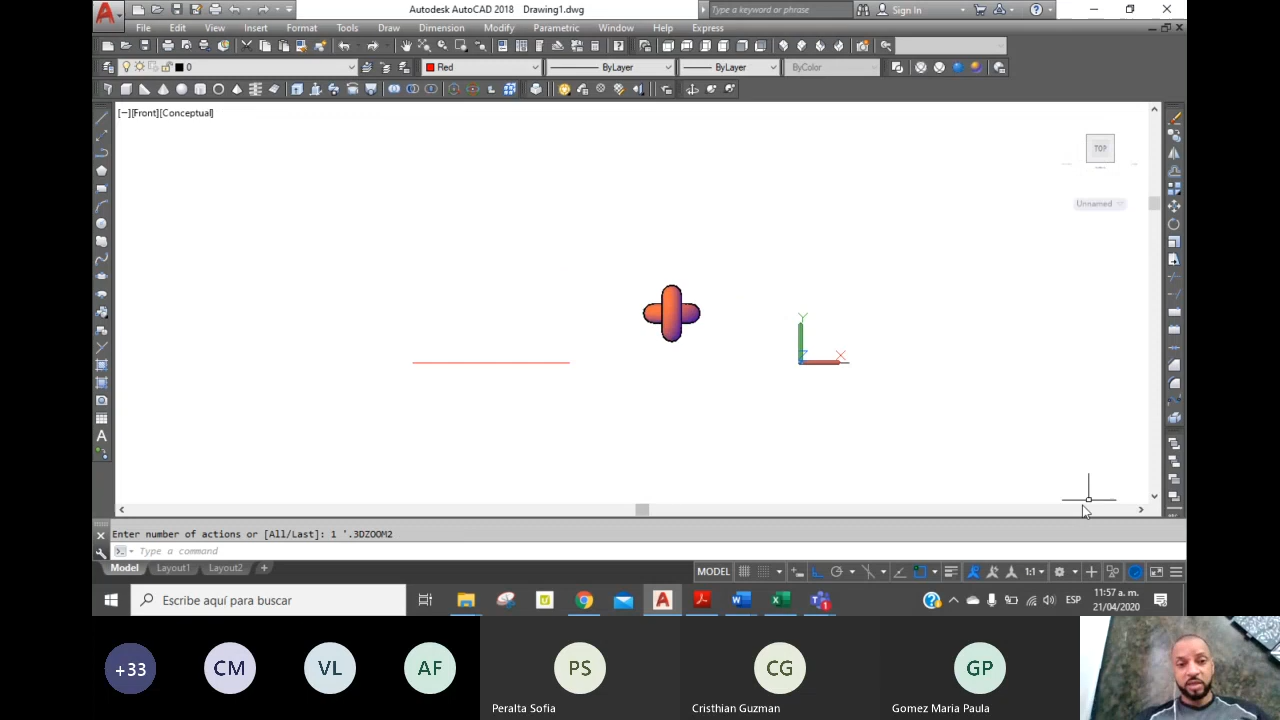 Autodesk AutoCAD 2018 Drawing1.dwg
Type a keyword or phrase
Sign In
File Edit View Insert Format Tools Draw Dimension Modify Parametric Window Help Express
0
Red
ByLayer
ByLayer
ByColor
[−][Front][Conceptual]
TOP
Unnamed
Y
Z
X
Enter number of actions or [All/Last]: 1 '.3DZOOM2
Type a command
Model Layout1 Layout2 +
MODEL
1:1
Escribe aquí para buscar
ESP
11:57 a. m.
21/04/2020
+33
CM
VL
AF
PS
CG
GP
Peralta Sofia
Cristhian Guzman
Gomez Maria Paula